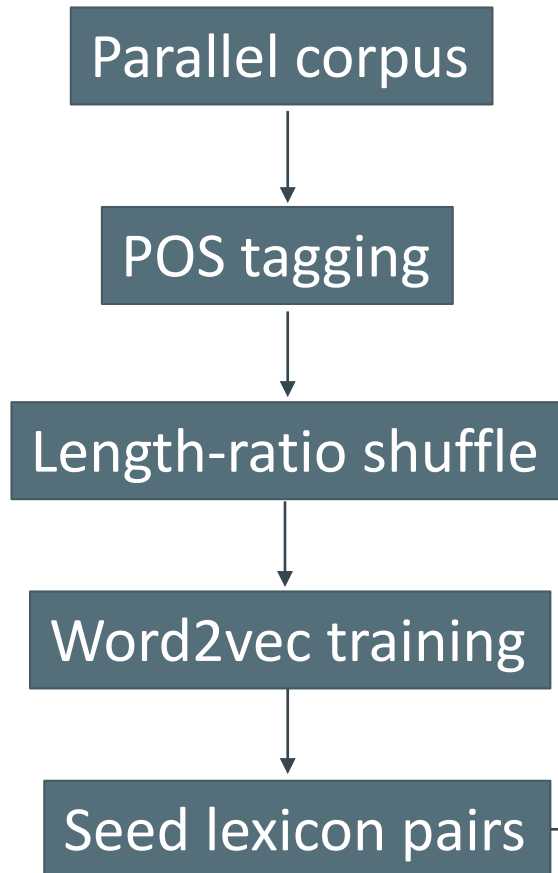 Parallel corpus
POS tagging
Length-ratio shuffle
Word2vec training
Seed lexicon pairs